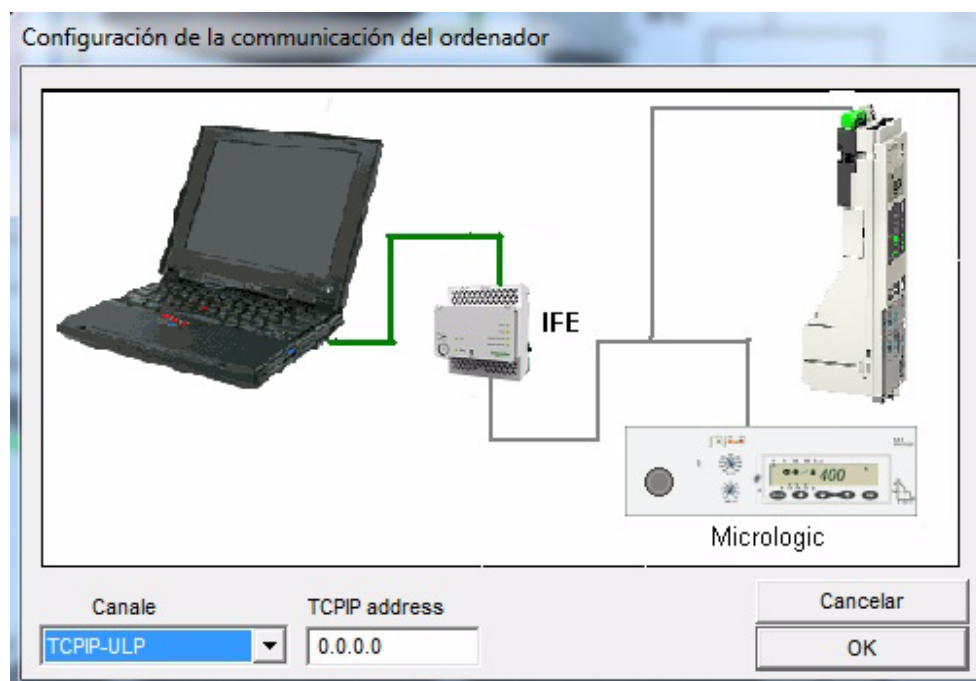 Configuración de la communicación del ordenador
IFE
400
Micrologic
Canale
TCPIP address
Cancelar
TCPIP-ULP
0.0.0.0
OK